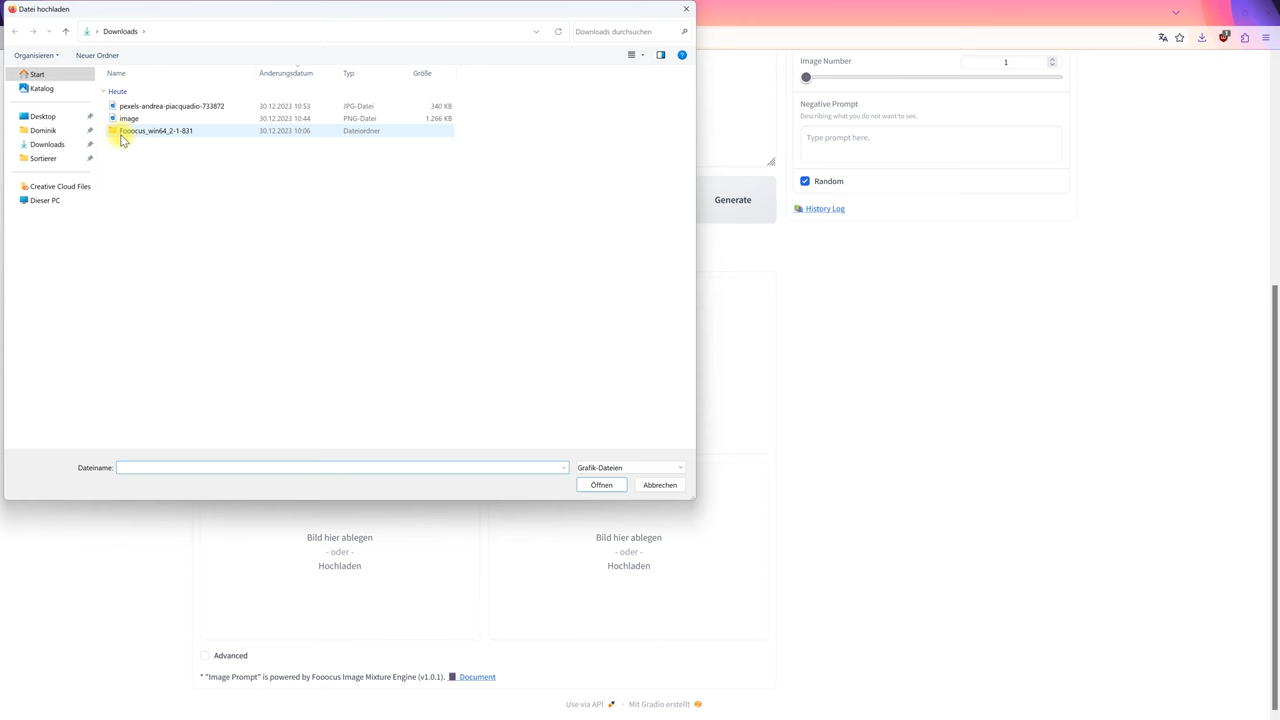 Datei hochladen
Downloads
Downloads durchsuchen
Organisieren
Neuer Ordner
Start
Katalog
Desktop
Dominik
Downloads
Sortierer
Creative Cloud Files
Dieser PC
Name
Änderungsdatum
Typ
Größe
Heute
pexels-andrea-piacquadio-733872
30.12.2023 10:53
JPG-Datei
340 KB
image
30.12.2023 10:44
PNG-Datei
1.266 KB
Fooocus_win64_2-1-831
30.12.2023 10:06
Dateiordner
Dateiname:
Grafik-Dateien
Öffnen
Abbrechen
Image Number
1
Negative Prompt
Describing what you do not want to see.
Type prompt here.
Random
History Log
Generate
Bild hier ablegen
- oder -
Hochladen
Bild hier ablegen
- oder -
Hochladen
Advanced
* "Image Prompt" is powered by Fooocus Image Mixture Engine (v1.0.1). Document
Use via API · Mit Gradio erstellt